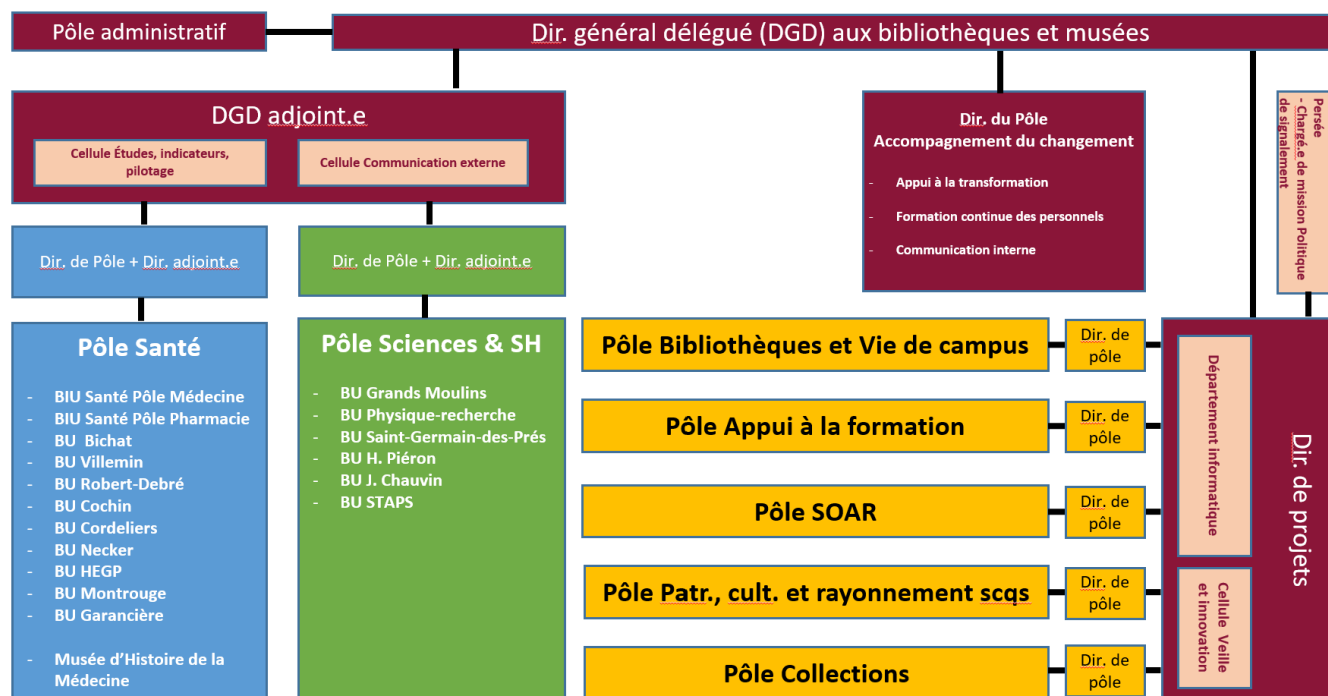 Pôle administratif
Dir. général délégué (DGD) aux bibliothèques et musées
DGD adjoint.e
Cellule Études, indicateurs,
pilotage
Cellule Communication externe
Dir. du Pôle
Accompagnement du changement
- Appui à la transformation
- Formation continue des personnels
- Communication interne
Persée
- Chargé.e de mission Politique
de signalement
Dir. de Pôle + Dir. adjoint.e
Dir. de Pôle + Dir. adjoint.e
Pôle Santé
- BIU Santé Pôle Médecine
- BIU Santé Pôle Pharmacie
- BU Bichat
- BU Villemin
- BU Robert-Debré
- BU Cochin
- BU Cordeliers
- BU Necker
- BU HEGP
- BU Montrouge
- BU Garancière
- Musée d’Histoire de la
Médecine
Pôle Sciences & SH
- BU Grands Moulins
- BU Physique-recherche
- BU Saint-Germain-des-Prés
- BU H. Piéron
- BU J. Chauvin
- BU STAPS
Pôle Bibliothèques et Vie de campus
Dir. de
pôle
Pôle Appui à la formation
Dir. de
pôle
Pôle SOAR
Dir. de
pôle
Pôle Patr., cult. et rayonnement scqs
Dir. de
pôle
Pôle Collections
Dir. de
pôle
Département informatique
Cellule Veille
et innovation
Dir. de projets